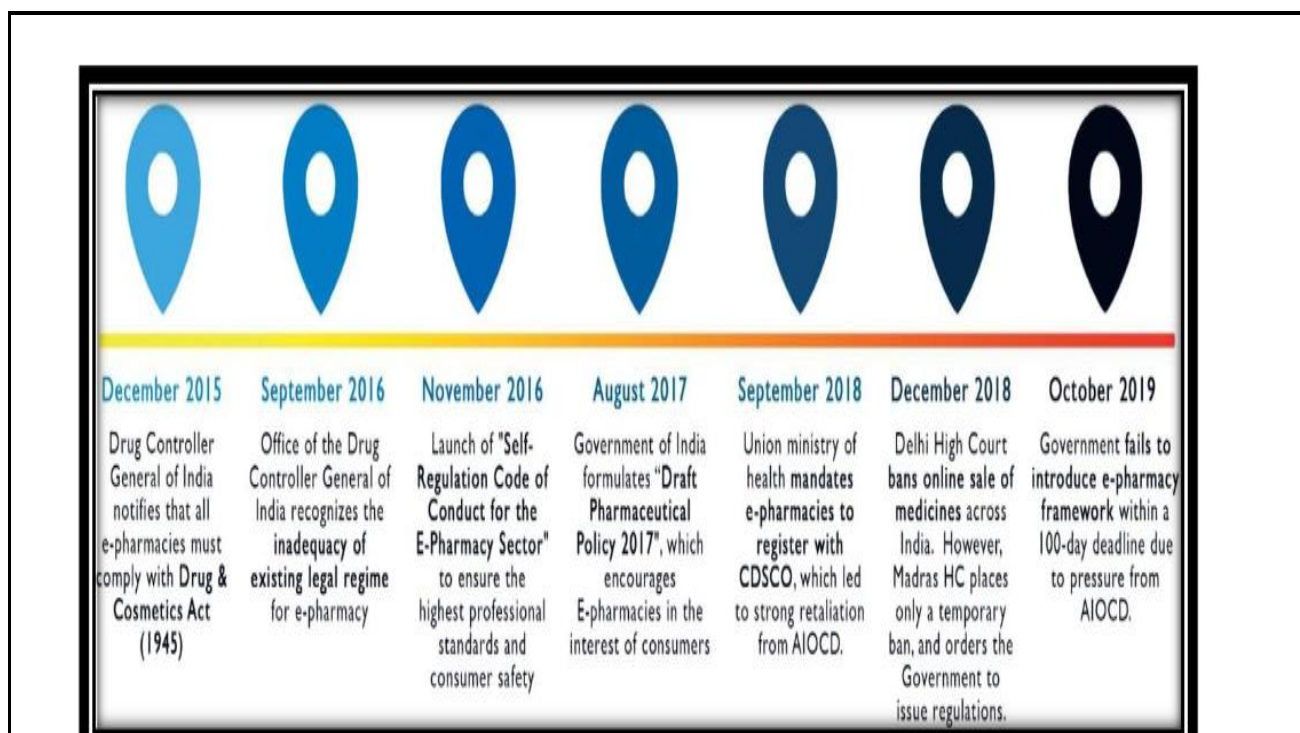 December 2015
Drug Controller
General of India
notifies that all
e-pharmacies must
comply with Drug &
Cosmetics Act
(1945)
September 2016
Office of the Drug
Controller General of
India recognizes the
inadequacy of
existing legal regime
for e-pharmacy
November 2016
Launch of "Self-
Regulation Code of
Conduct for the
E-Pharmacy Sector"
to ensure the
highest professional
standards and
consumer safety
August 2017
Government of India
formulates "Draft
Pharmaceutical
Policy 2017", which
encourages
E-pharmacies in the
interest of consumers
September 2018
Union ministry of
health mandates
e-pharmacies to
register with
CDSCO, which led
to strong retaliation
from AIOCD.
December 2018
Delhi High Court
bans online sale of
medicines across
India. However,
Madras HC places
only a temporary
ban, and orders the
Government to
issue regulations.
October 2019
Government fails to
introduce e-pharmacy
framework within a
100-day deadline due
to pressure from
AIOCD.